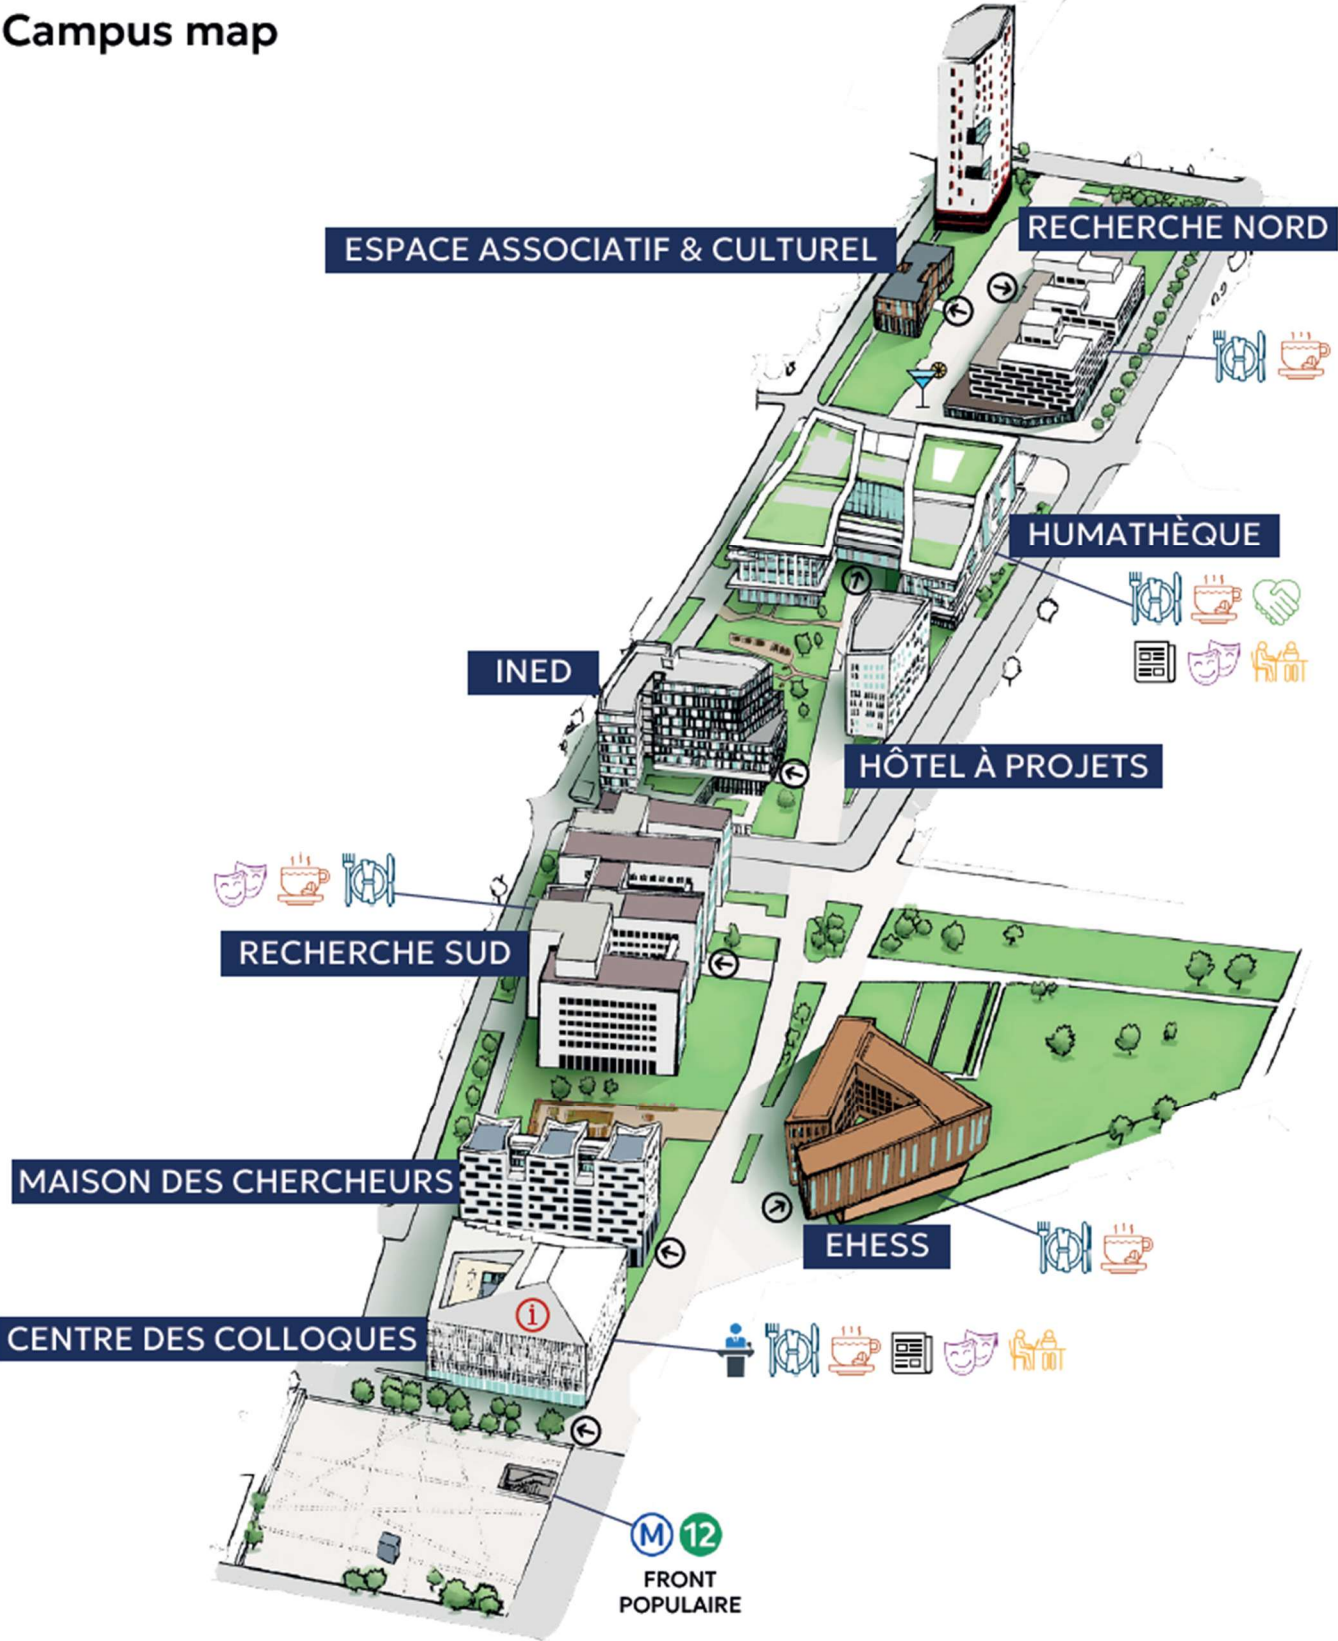 Campus map
RECHERCHE NORD
ESPACE ASSOCIATIF & CULTUREL
HUMATHÈQUE
INED
HÔTEL À PROJETS
RECHERCHE SUD
MAISON DES CHERCHEURS
EHESS
i
CENTRE DES COLLOQUES
M 12
FRONT
POPULAIRE